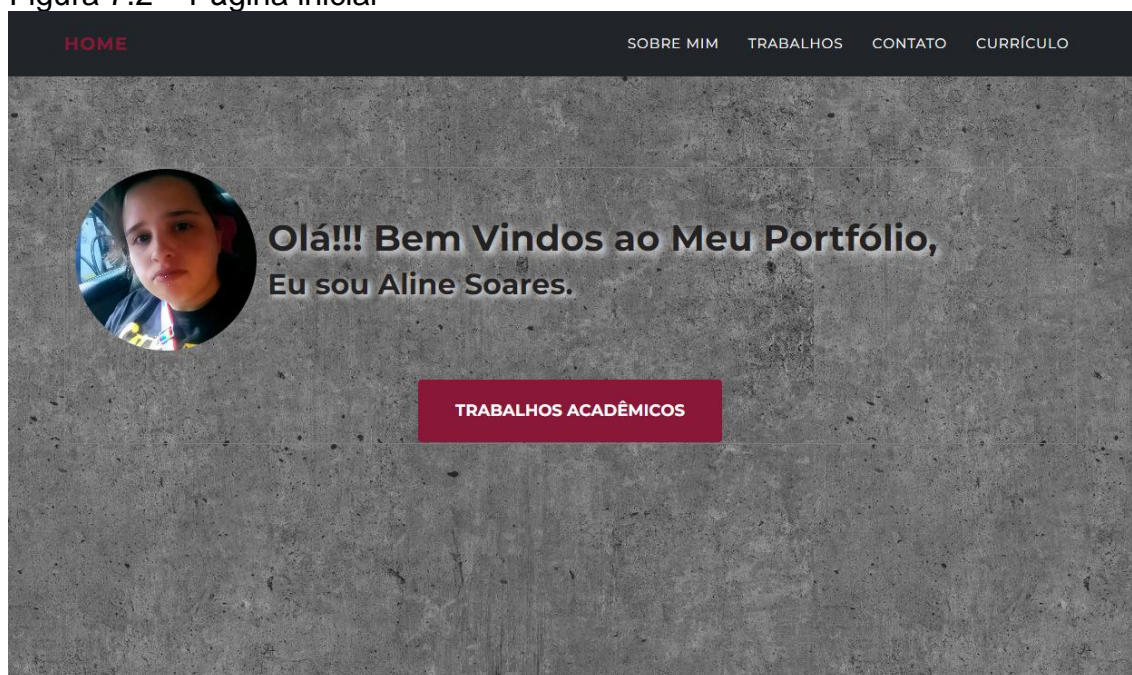 Figura 7.2 – Página inicial
HOME SOBRE MIM TRABALHOS CONTATO CURRÍCULO
Olá!!! Bem Vindos ao Meu Portfólio,
Eu sou Aline Soares.
TRABALHOS ACADÊMICOS